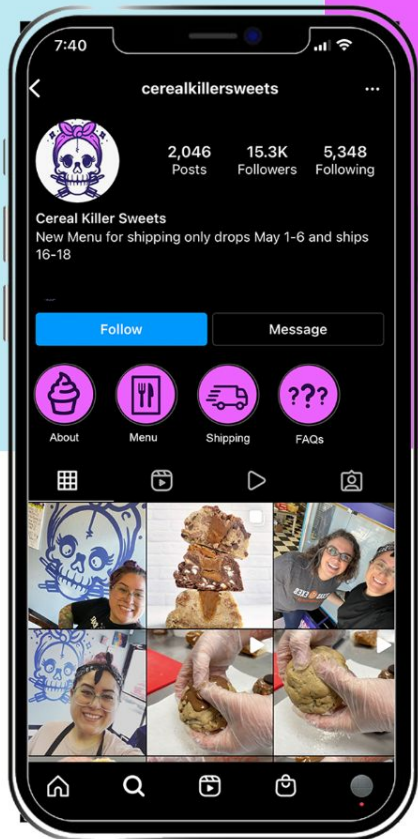 7:40
cerealkillersweets
2,046
15.3K
5,348
Posts
Followers
Following
Cereal Killer Sweets
New Menu for shipping only drops May 1-6 and ships
16-18
Follow
Message
???
About
Menu
Shipping
FAQs